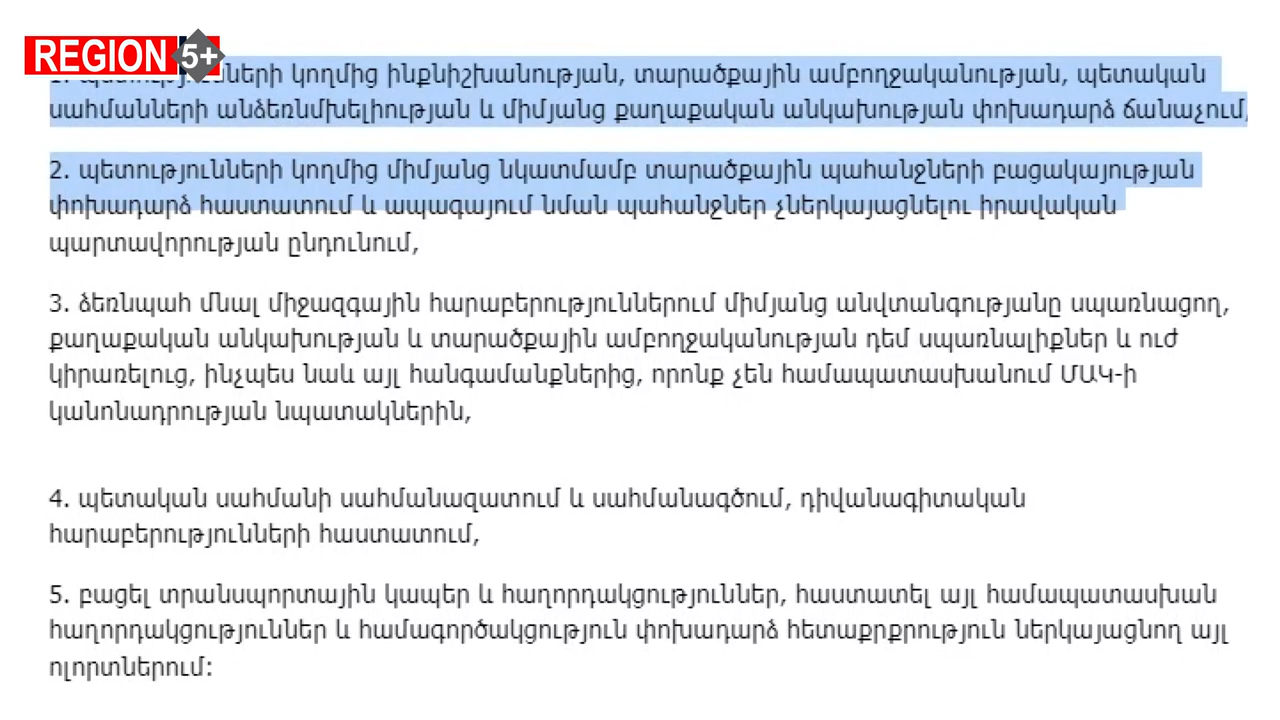 REGION 5+
կողմից ինքնիշխանության, տարածքային ամբողջականության, պետական
սահմանների անձեռնմխելիության և միմյանց քաղաքական անկախության փոխադարձ ճանաչում,
2. պետությունների կողմից միմյանց նկատմամբ տարածքային պահանջների բացակայության
փոխադարձ հաստատում և ապագայում նման պահանջներ չներկայացնելու իրավական
պարտավորության ընդունում,
3. ձեռնպահ մնալ միջազգային հարաբերություններում միմյանց անվտանգությանը սպառնացող,
քաղաքական անկախության և տարածքային ամբողջականության դեմ սպառնալիքներ և ուժ
կիրառելուց, ինչպես նաև այլ հանգամանքներից, որոնք չեն համապատասխանում ՄԱԿ-ի
կանոնադրության նպատակներին,
4. պետական սահմանի սահմանազատում և սահմանագծում, դիվանագիտական
հարաբերությունների հաստատում,
5. բացել տրանսպորտային կապեր և հաղորդակցություններ, հաստատել այլ համապատասխան
հաղորդակցություններ և համագործակցություն փոխադարձ հետաքրքրություն ներկայացնող այլ
ոլորտներում: